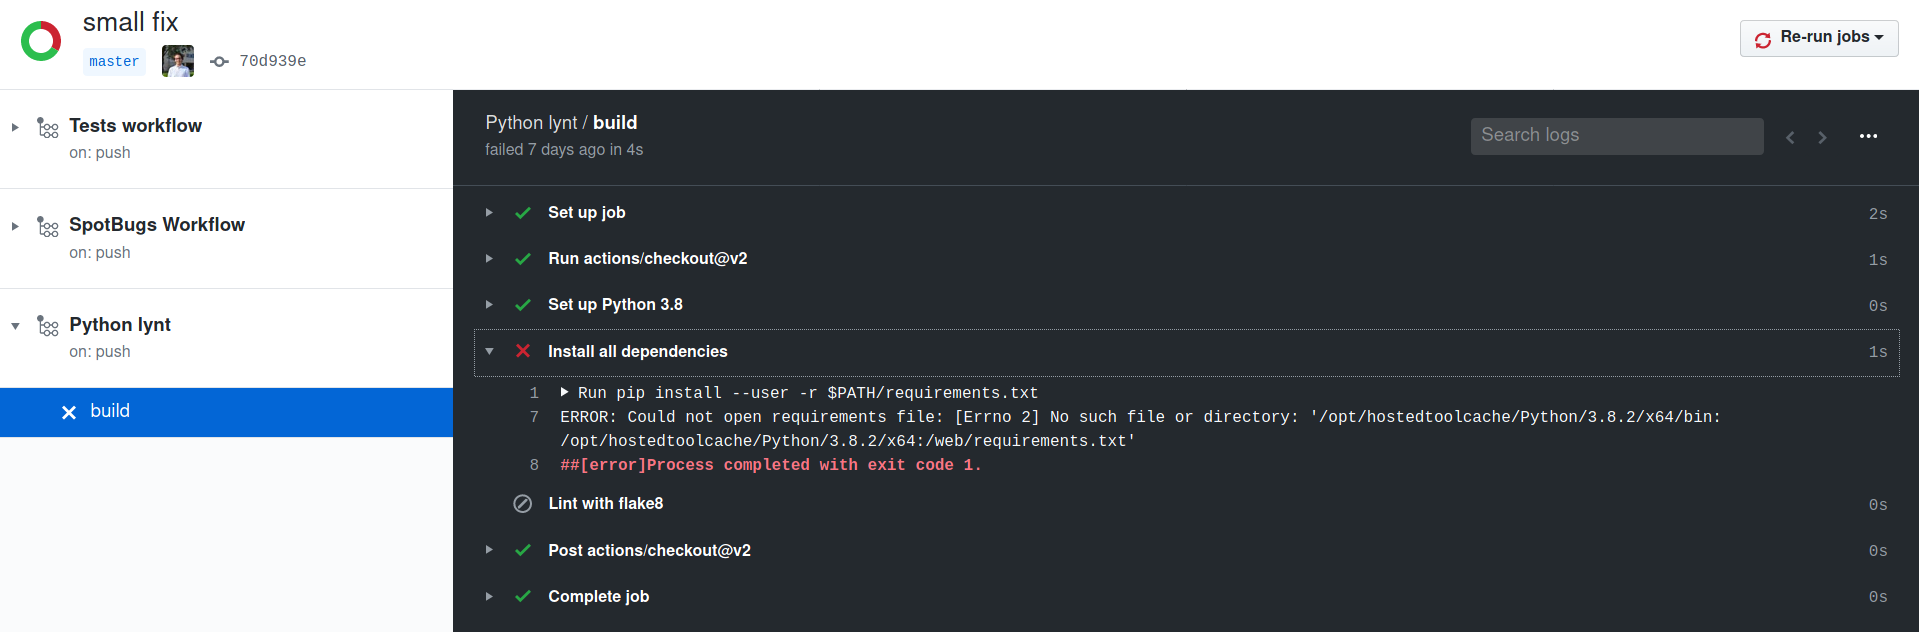 small fix
master
70d939e
Re-run jobs
Tests workflow
on: push
SpotBugs Workflow
on: push
Python lynt
on: push
build
Python lynt / build
failed 7 days ago in 4s
Search logs
Set up job
2s
Run actions/checkout@v2
1s
Set up Python 3.8
0s
Install all dependencies
1s
1 Run pip install --user -r $PATH/requirements.txt
7 ERROR: Could not open requirements file: [Errno 2] No such file or directory: '/opt/hostedtoolcache/Python/3.8.2/x64/bin:
/opt/hostedtoolcache/Python/3.8.2/x64:/web/requirements.txt'
8 ##[error]Process completed with exit code 1.
Lint with flake8
0s
Post actions/checkout@v2
0s
Complete job
0s